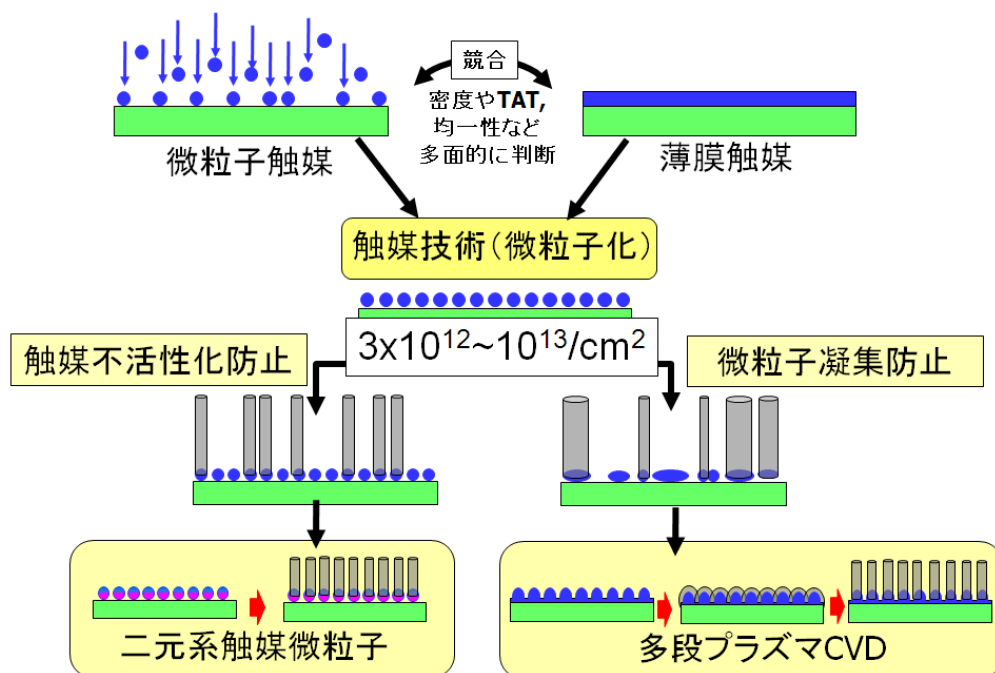 競合
密度やTAT,
均一性など
多面的に判断
微粒子触媒
薄膜触媒
触媒技術(微粒子化)
3x10¹²~10¹³/cm²
触媒不活性化防止
微粒子凝集防止
二元系触媒微粒子
多段プラズマCVD